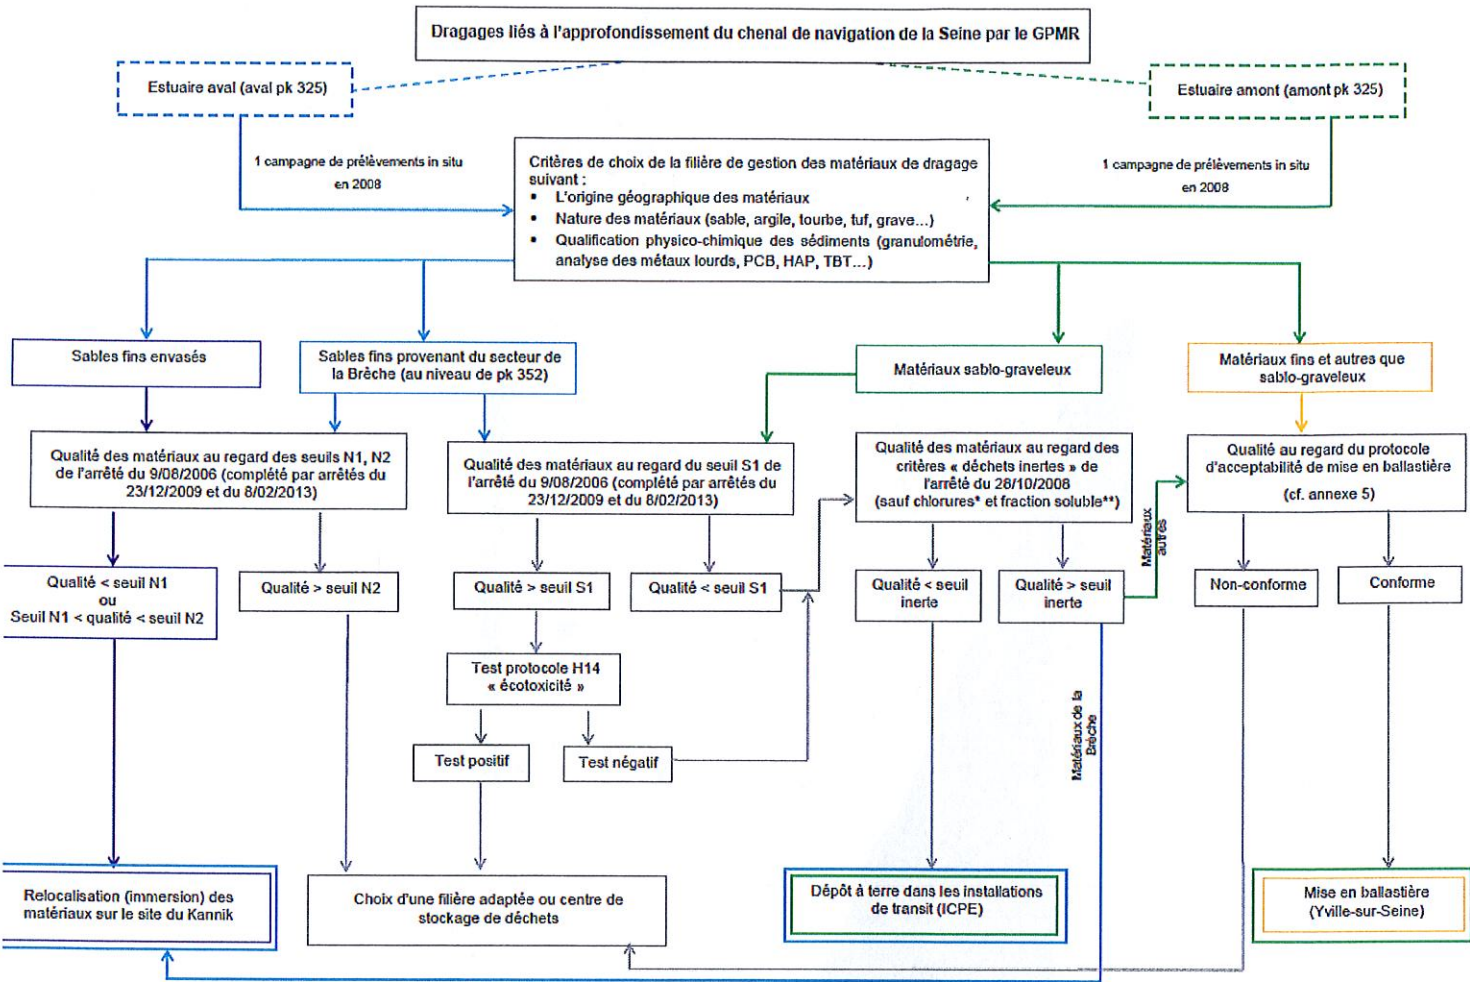 Dragages liés à l'approfondissement du chenal de navigation de la Seine par le GPMR
Estuaire aval (aval pk 325)
Estuaire amont (amont pk 325)
1 campagne de prélèvements in situ
en 2008
Critères de choix de la filière de gestion des matériaux de dragage
suivant :
• L'origine géographique des matériaux
• Nature des matériaux (sable, argile, tourbe, tuf, grave...)
• Qualification physico-chimique des sédiments (granulométrie,
analyse des métaux lourds, PCB, HAP, TBT...)
1 campagne de prélèvements in situ
en 2008
Sables fins envasés
Sables fins provenant du secteur de
la Brèche (au niveau de pk 352)
Matériaux sablo-graveleux
Matériaux fins et autres que
sablo-graveleux
Qualité des matériaux au regard des seuils N1, N2
de l'arrêté du 9/08/2006 (complété par arrêtés du
23/12/2009 et du 8/02/2013)
Qualité des matériaux au regard du seuil S1 de
l'arrêté du 9/08/2006 (complété par arrêtés du
23/12/2009 et du 8/02/2013)
Qualité des matériaux au regard des
critères « déchets inertes » de
l'arrêté du 28/10/2008
(sauf chlorures* et fraction soluble**)
Matériaux
autres
Qualité au regard du protocole
d'acceptabilité de mise en ballastière
(cf. annexe 5)
Qualité < seuil N1
ou
Seuil N1 < qualité < seuil N2
Qualité > seuil N2
Qualité > seuil S1
Qualité < seuil S1
Qualité < seuil
inerte
Qualité > seuil
inerte
Non-conforme
Conforme
Test protocole H14
« écotoxicité »
Test positif
Test négatif
Matériaux de la
Brèche
Relocalisation (immersion) des
matériaux sur le site du Kannik
Choix d'une filière adaptée ou centre de
stockage de déchets
Dépôt à terre dans les installations
de transit (ICPE)
Mise en ballastière
(Yville-sur-Seine)